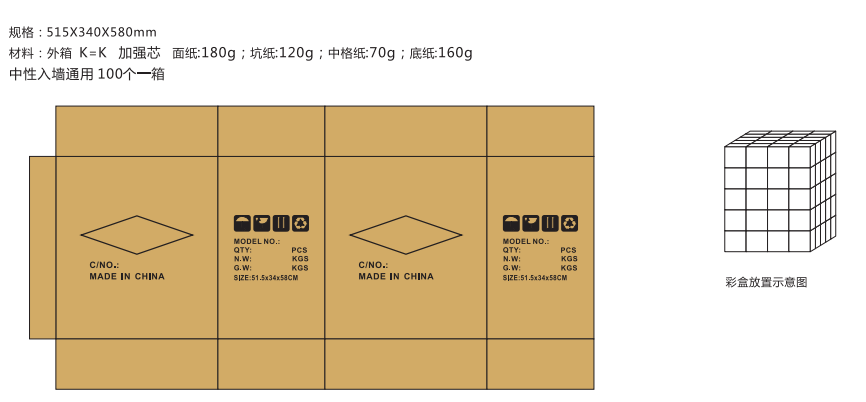 规格：515X340X580mm
材料：外箱 K=K 加强芯 面纸:180g；坑纸:120g；中格纸:70g；底纸:160g
中性入墙通用 100个一箱
C/NO.:
MADE IN CHINA
MODEL NO.:
QTY: PCS
N.W: KGS
G.W: KGS
SIZE:51.5x34x58CM
C/NO.:
MADE IN CHINA
MODEL NO.:
QTY: PCS
N.W: KGS
G.W: KGS
SIZE:51.5x34x58CM
彩盒放置示意图